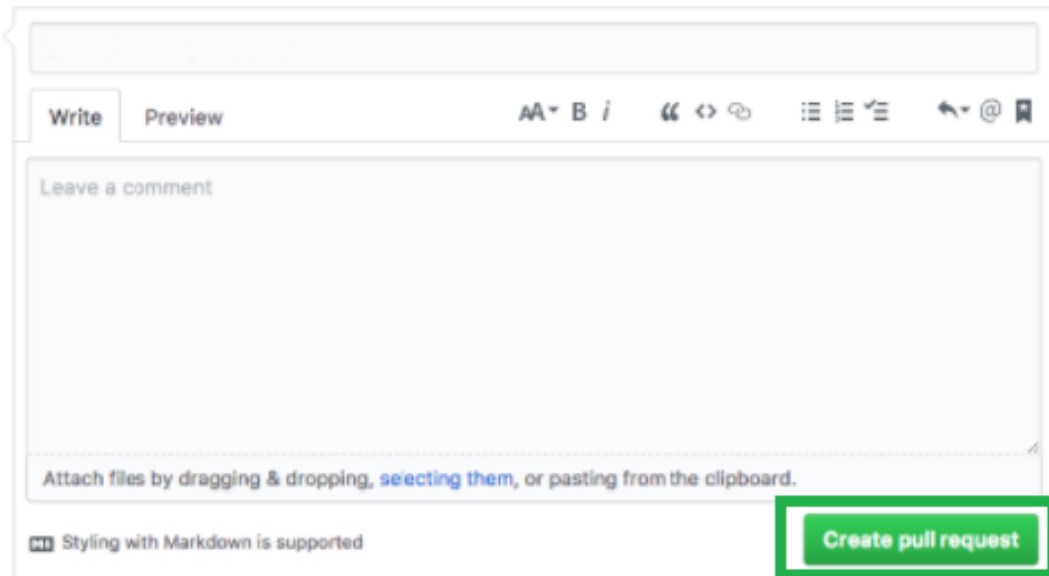 Write Preview AA B i “ <> @
Leave a comment
Attach files by dragging & dropping, selecting them, or pasting from the clipboard.
Styling with Markdown is supported
Create pull request